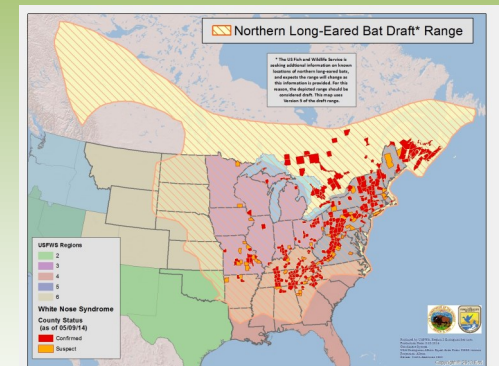 Northern Long-Eared Bat Draft* Range
* The US Fish and Wildlife Service is
seeking additional information on known
locations of northern long-eared bats,
and expects the range will change as
this information is provided. For this
reason, the depicted range should be
considered draft. This map uses
Version 5 of the draft range.
USFWS Regions
2
3
4
5
6
White Nose Syndrome
County Status
(as of 05/09/14)
Confirmed
Suspect